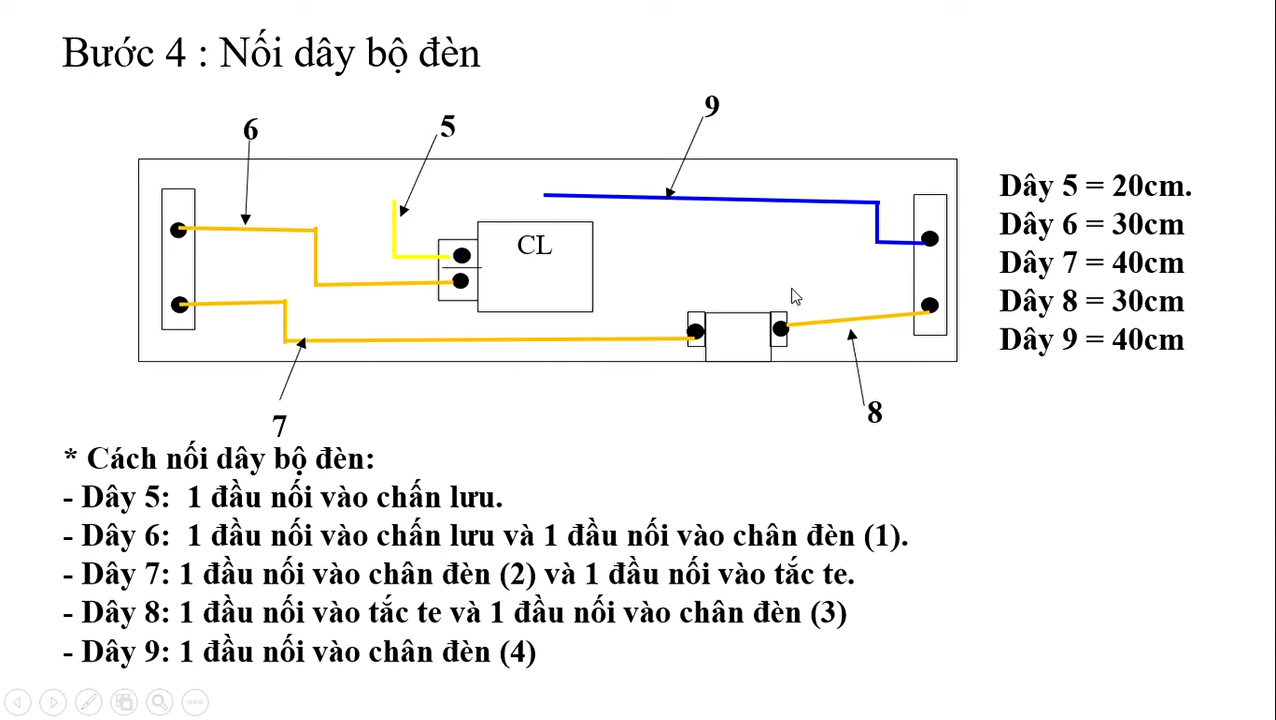 Bước 4 : Nối dây bộ đèn
9
6
5
Dây 5 = 20cm.
Dây 6 = 30cm
CL
Dây 7 = 40cm
Dây 8 = 30cm
Dây 9 = 40cm
8
7
* Cách nối dây bộ đèn:
- Dây 5:  1 đầu nối vào chấn lưu.
- Dây 6:  1 đầu nối vào chấn lưu và 1 đầu nối vào chân đèn (1).
- Dây 7: 1 đầu nối vào chân đèn (2) và 1 đầu nối vào tắc te.
- Dây 8: 1 đầu nối vào tắc te và 1 đầu nối vào chân đèn (3)
- Dây 9: 1 đầu nối vào chân đèn (4)